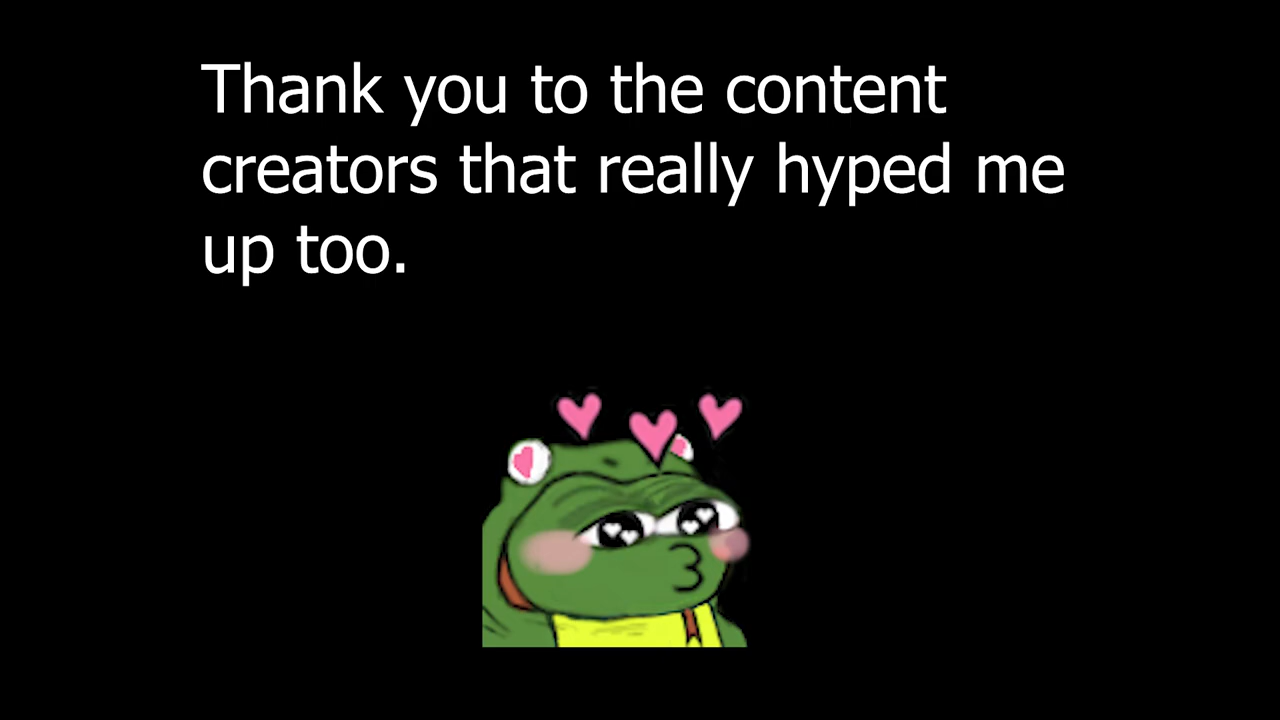 Thank you to the content
creators that really hyped me
up too.